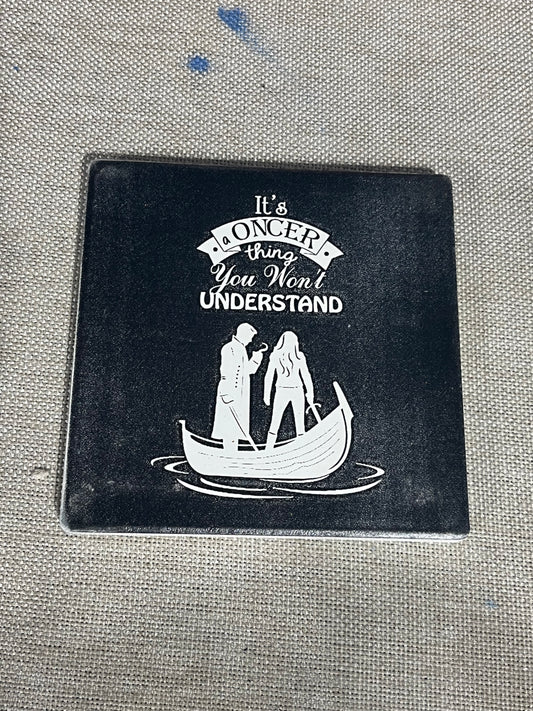 It's
a ONCER
thing
You Won't
UNDERSTAND